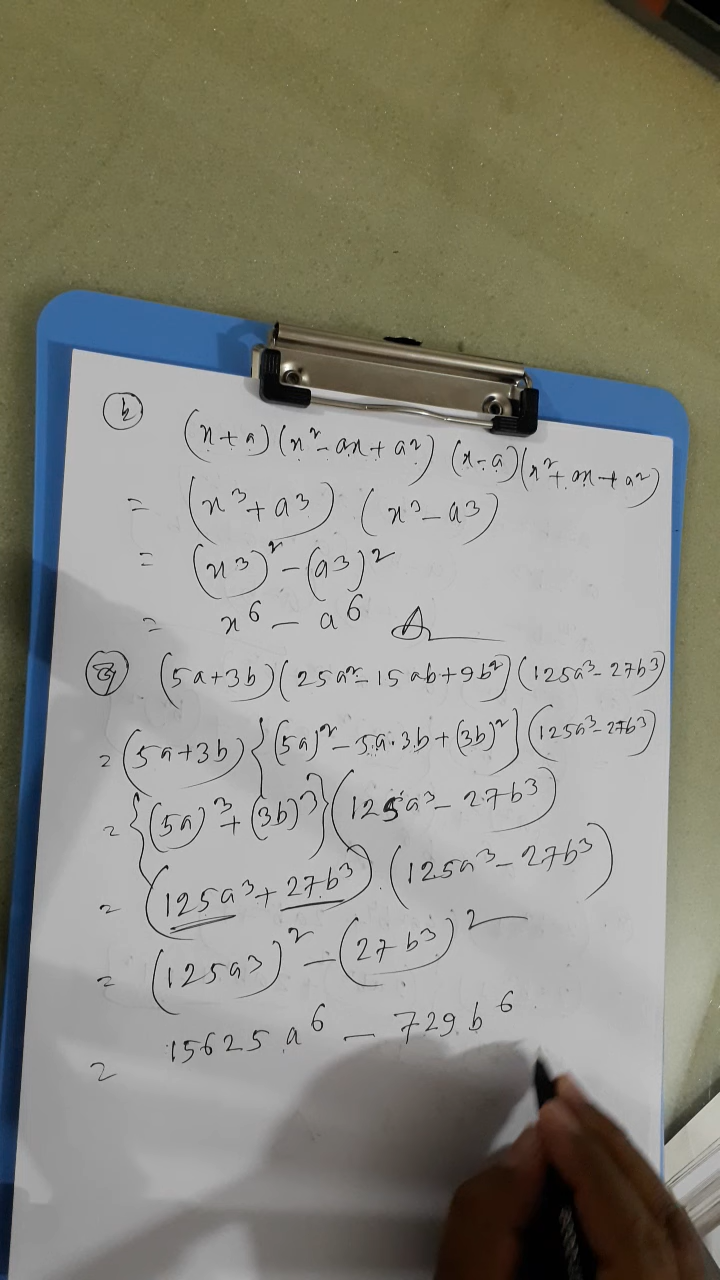 (h) (x+a)(x²-ax+a²) (x-a)(x²+ax+a²)
= (x³+a³) (x³-a³)
= (x³)²-(a³)²
= x⁶-a⁶
(5a+3b)(25a²-15ab+9b²)(125a³-27b³)
= (5a+3b){(5a)²-5a·3b+(3b)²}(125a³-27b³)
= {(5a)³+(3b)³}(125a³-27b³)
= (125a³+27b³).(125a³-27b³)
= (125a³)²-(27b³)²
= 15625a⁶-729b⁶